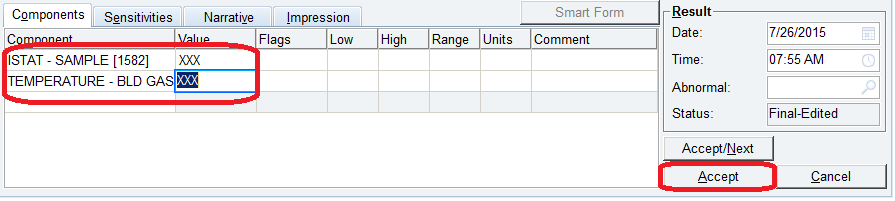 Components Sensitivities Narrative Impression Smart Form
Component Value Flags Low High Range Units Comment
ISTAT - SAMPLE [1582] XXX
TEMPERATURE - BLD GAS XXX
Result
Date: 7/26/2015
Time: 07:55 AM
Abnormal:
Status: Final-Edited
Accept/Next
Accept Cancel